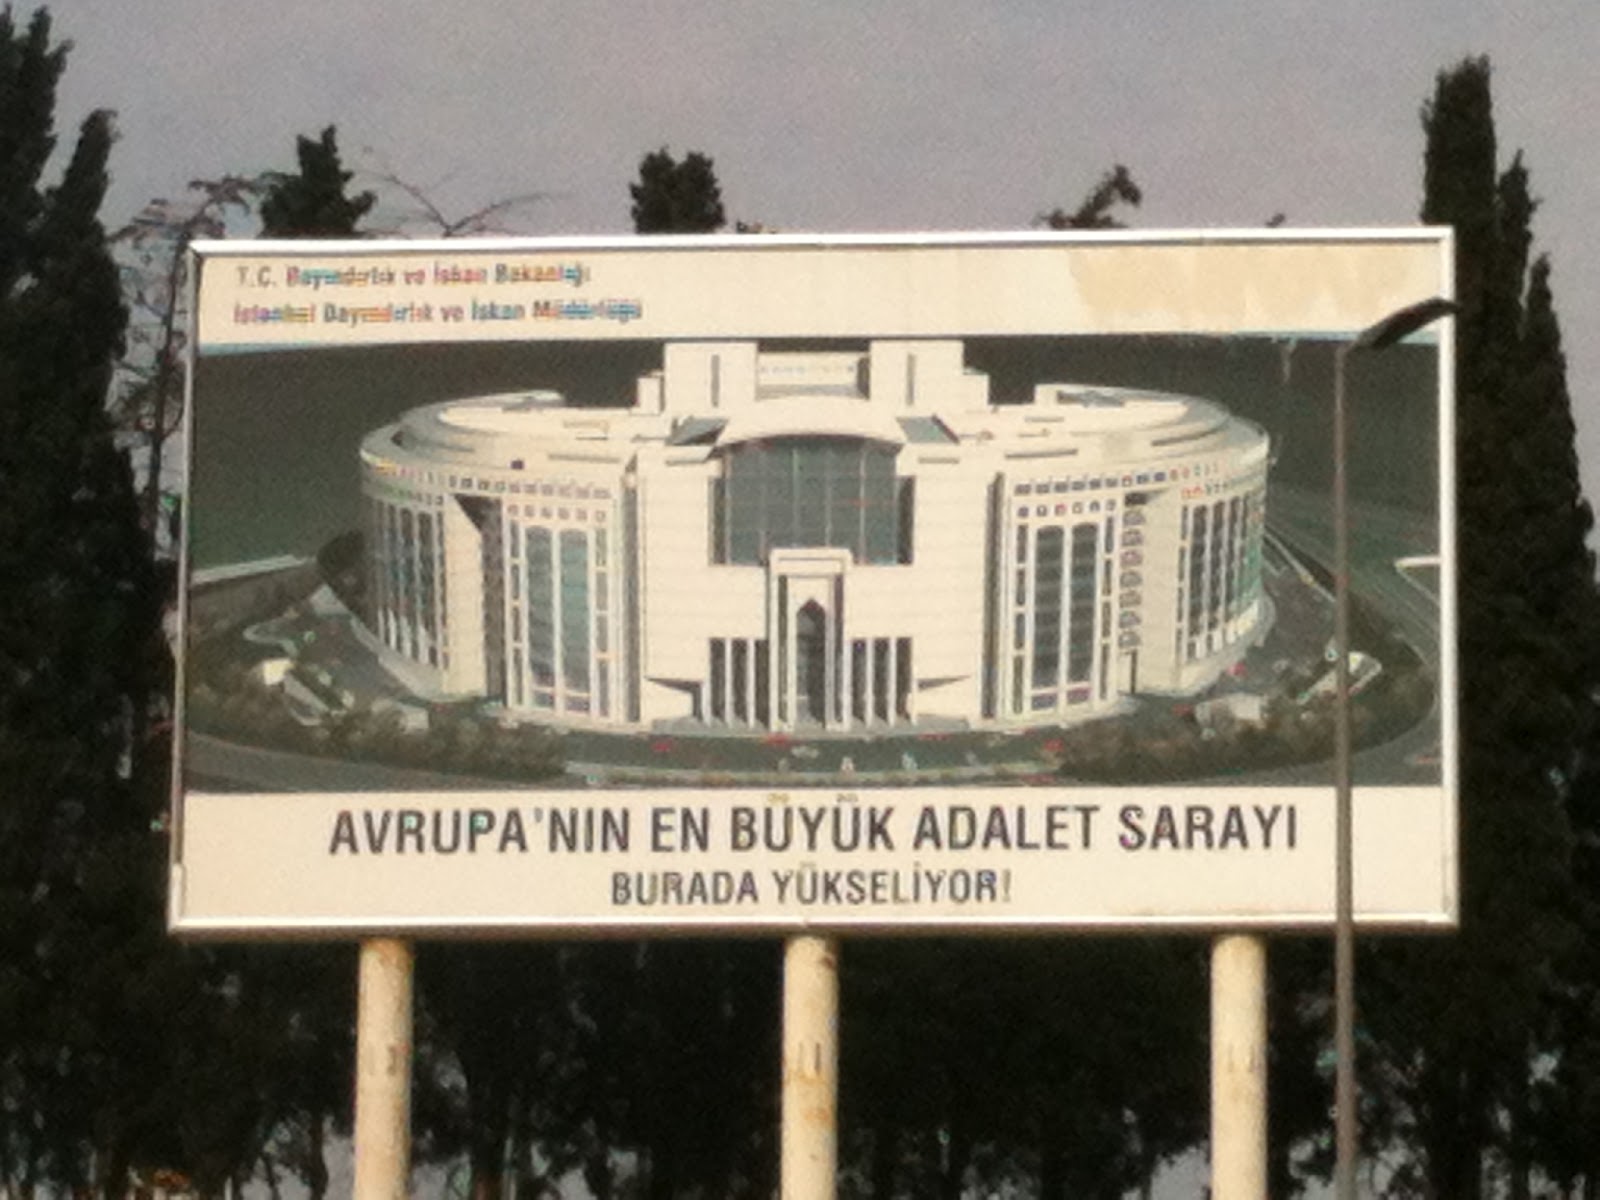 T.C. Bayındırlık ve İskan Bakanlığı
İstanbul Bayındırlık ve İskan Müdürlüğü
AVRUPA'NIN EN BÜYÜK ADALET SARAYI
BURADA YÜKSELİYOR!